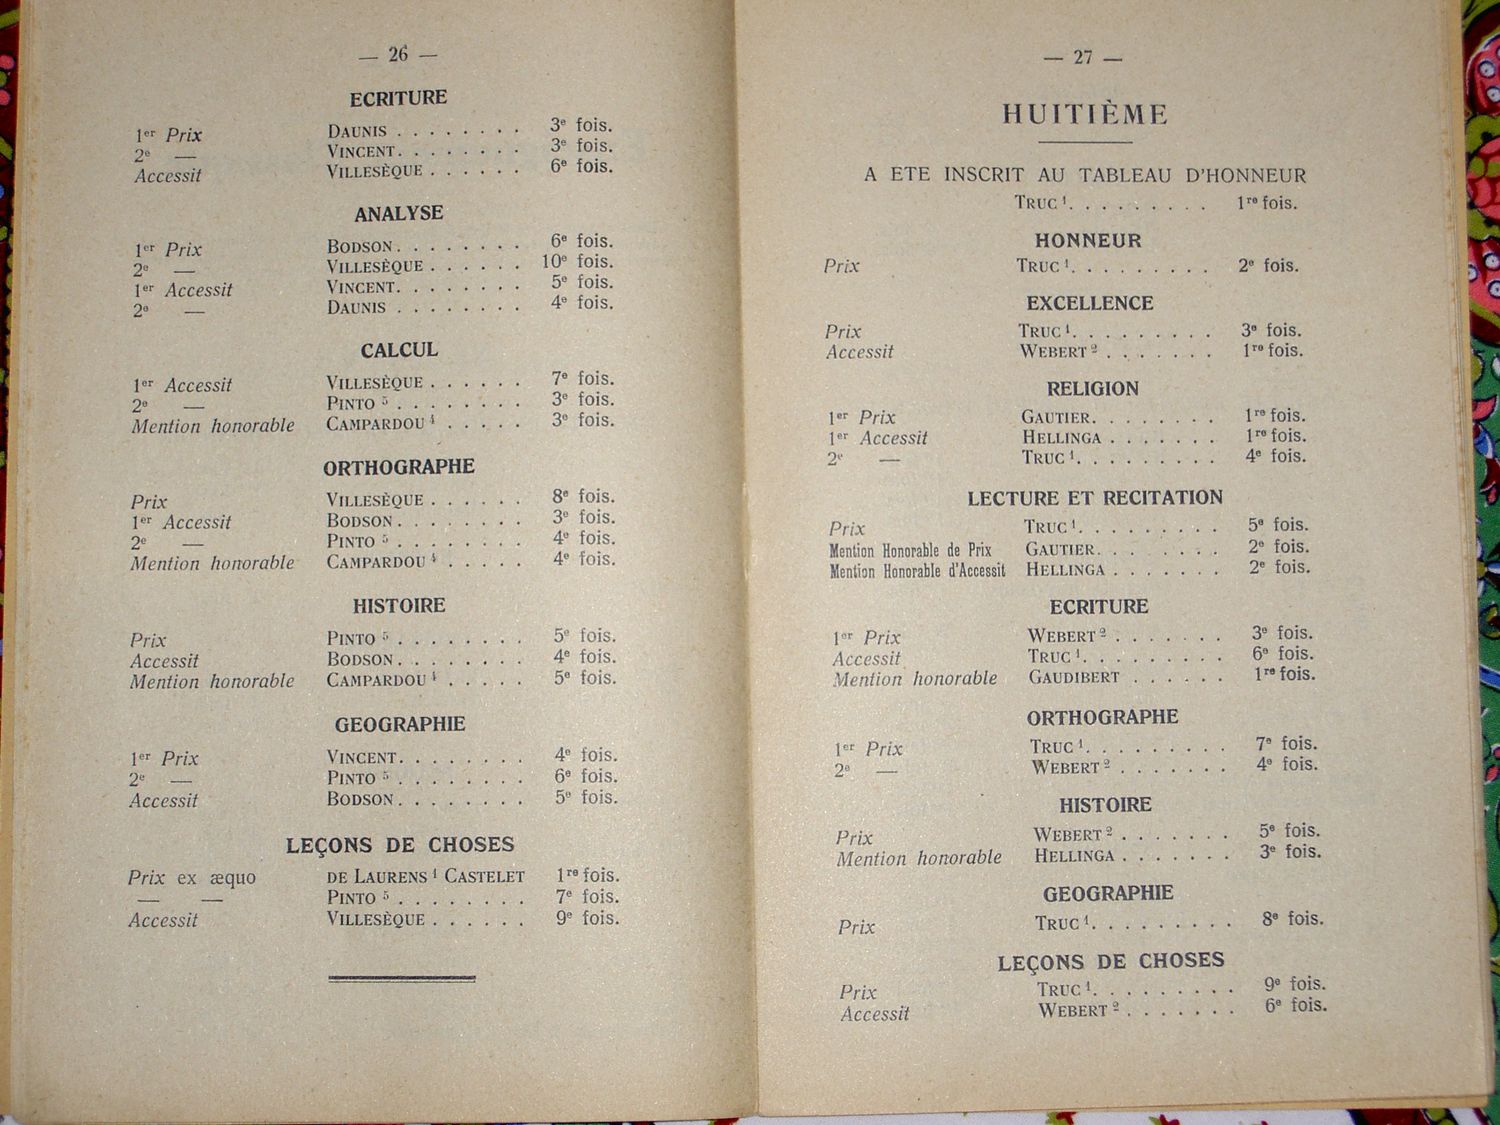 — 26 —
ECRITURE
1er Prix DAUNIS . . . . . . . . 3e fois.
2e — VINCENT. . . . . . . . 3e fois.
Accessit VILLESÈQUE . . . . . . 6e fois.
ANALYSE
1er Prix BODSON. . . . . . . . 6e fois.
2e — VILLESÈQUE . . . . . . 10e fois.
1er Accessit VINCENT. . . . . . . . 5e fois.
2e — DAUNIS . . . . . . . . 4e fois.
CALCUL
1er Accessit VILLESÈQUE . . . . . . 7e fois.
2e — PINTO 5 . . . . . . . . 3e fois.
Mention honorable CAMPARDOU 4 . . . . . 3e fois.
ORTHOGRAPHE
Prix VILLESÈQUE . . . . . . 8e fois.
1er Accessit BODSON. . . . . . . . 3e fois.
2e — PINTO 5 . . . . . . . . 4e fois.
Mention honorable CAMPARDOU 4 . . . . . 4e fois.
HISTOIRE
Prix PINTO 5 . . . . . . . . 5e fois.
Accessit BODSON. . . . . . . . 4e fois.
Mention honorable CAMPARDOU 4 . . . . . 5e fois.
GEOGRAPHIE
1er Prix VINCENT. . . . . . . . 4e fois.
2e — PINTO 5 . . . . . . . . 6e fois.
Accessit BODSON. . . . . . . . 5e fois.
LEÇONS DE CHOSES
Prix ex æquo DE LAURENS 1 CASTELET 1re fois.
— — PINTO 5 . . . . . . . . 7e fois.
Accessit VILLESÈQUE . . . . . . 9e fois.
— 27 —
HUITIÈME
A ETE INSCRIT AU TABLEAU D'HONNEUR
TRUC 1. . . . . . . . . 1re fois.
HONNEUR
Prix TRUC 1. . . . . . . . . 2e fois.
EXCELLENCE
Prix TRUC 1. . . . . . . . . 3e fois.
Accessit WEBERT 2 . . . . . . . 1re fois.
RELIGION
1er Prix GAUTIER. . . . . . . . 1re fois.
1er Accessit HELLINGA . . . . . . . 1re fois.
2e — TRUC 1. . . . . . . . . 4e fois.
LECTURE ET RECITATION
Prix TRUC 1. . . . . . . . . 5e fois.
Mention Honorable de Prix GAUTIER. . . . . . . . 2e fois.
Mention Honorable d'Accessit HELLINGA . . . . . . . 2e fois.
ECRITURE
1er Prix WEBERT 2 . . . . . . . 3e fois.
Accessit TRUC 1. . . . . . . . . 6e fois.
Mention honorable GAUDIBERT . . . . . . 1re fois.
ORTHOGRAPHE
1er Prix TRUC 1. . . . . . . . . 7e fois.
2e — WEBERT 2 . . . . . . . 4e fois.
HISTOIRE
Prix WEBERT 2 . . . . . . . 5e fois.
Mention honorable HELLINGA . . . . . . . 3e fois.
GEOGRAPHIE
Prix TRUC 1. . . . . . . . . 8e fois.
LEÇONS DE CHOSES
Prix TRUC 1. . . . . . . . . 9e fois.
Accessit WEBERT 2 . . . . . . . 6e fois.